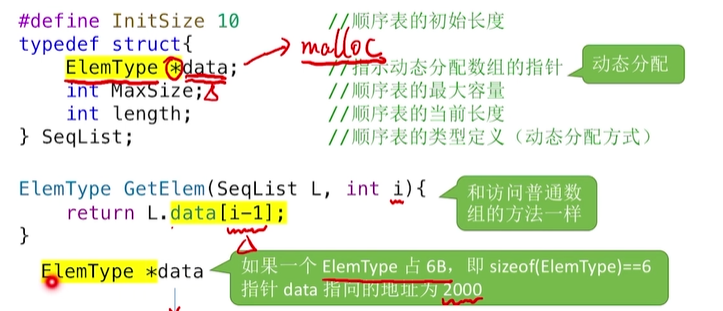 #define InitSize 10 //顺序表的初始长度
typedef struct{
ElemType *data; malloc //指示动态分配数组的指针 动态分配
int MaxSize; //顺序表的最大容量
int length; //顺序表的当前长度
} SeqList; //顺序表的类型定义（动态分配方式）
ElemType GetElem(SeqList L, int i){ 和访问普通数
return L.data[i-1]; 组的方法一样
}
ElemType *data 如果一个 ElemType 占 6B，即 sizeof(ElemType)==6
指针 data 指向的地址为 2000